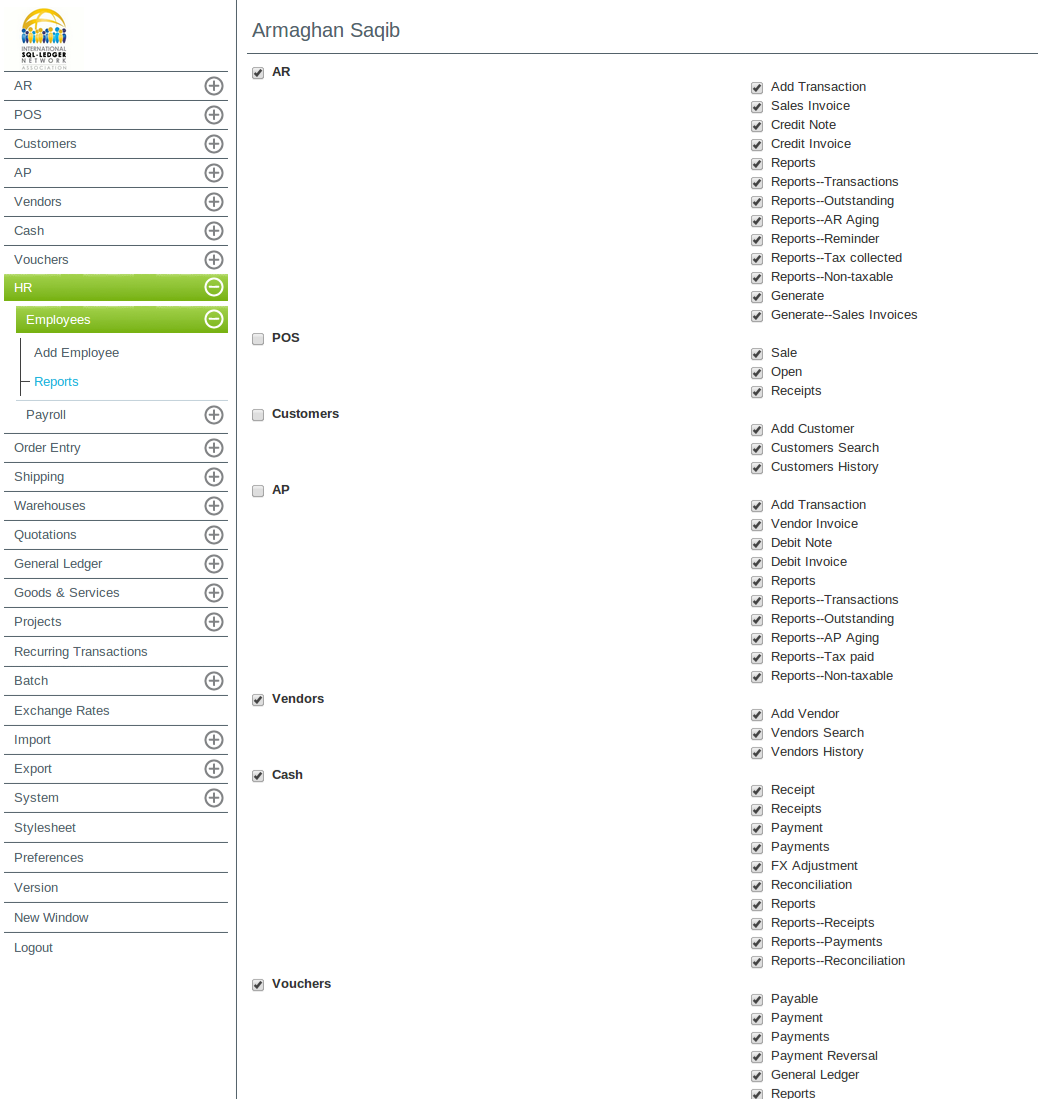 INTERNATIONAL
SQL-LEDGER
NETWORK
ASSOCIATION
AR
POS
Customers
AP
Vendors
Cash
Vouchers
HR
Employees
Add Employee
Reports
Payroll
Order Entry
Shipping
Warehouses
Quotations
General Ledger
Goods & Services
Projects
Recurring Transactions
Batch
Exchange Rates
Import
Export
System
Stylesheet
Preferences
Version
New Window
Logout
Armaghan Saqib
AR
Add Transaction
Sales Invoice
Credit Note
Credit Invoice
Reports
Reports--Transactions
Reports--Outstanding
Reports--AR Aging
Reports--Reminder
Reports--Tax collected
Reports--Non-taxable
Generate
Generate--Sales Invoices
POS
Sale
Open
Receipts
Customers
Add Customer
Customers Search
Customers History
AP
Add Transaction
Vendor Invoice
Debit Note
Debit Invoice
Reports
Reports--Transactions
Reports--Outstanding
Reports--AP Aging
Reports--Tax paid
Reports--Non-taxable
Vendors
Add Vendor
Vendors Search
Vendors History
Cash
Receipt
Receipts
Payment
Payments
FX Adjustment
Reconciliation
Reports
Reports--Receipts
Reports--Payments
Reports--Reconciliation
Vouchers
Payable
Payment
Payments
Payment Reversal
General Ledger
Reports